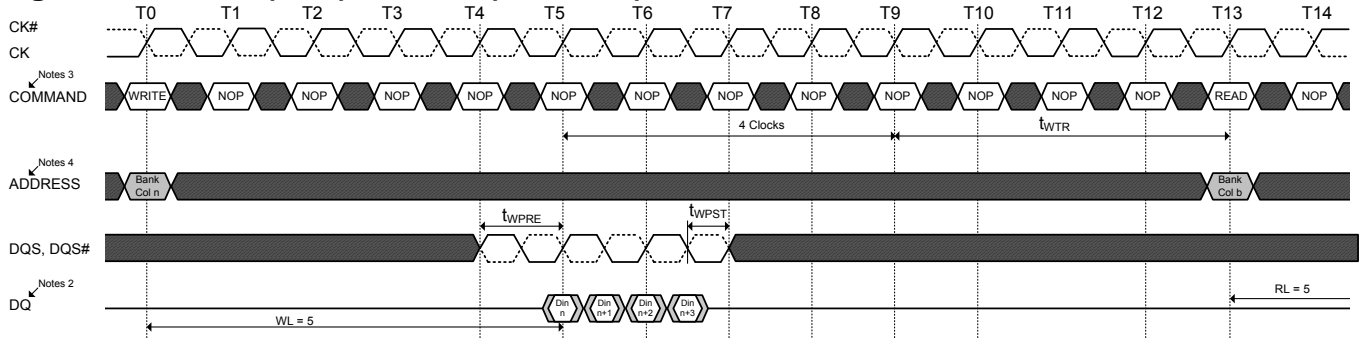 T0 T1 T2 T3 T4 T5 T6 T7 T8 T9 T10 T11 T12 T13 T14
CK#
CK
Notes 3
COMMAND WRITE NOP NOP NOP NOP NOP NOP NOP NOP NOP NOP NOP NOP READ NOP
4 Clocks tWTR
Notes 4
ADDRESS
Bank Bank
Col n Col b
tWPRE tWPST
DQS, DQS#
Notes 2
DQ
Din Din Din Din
n n+1 n+2 n+3
RL = 5
WL = 5